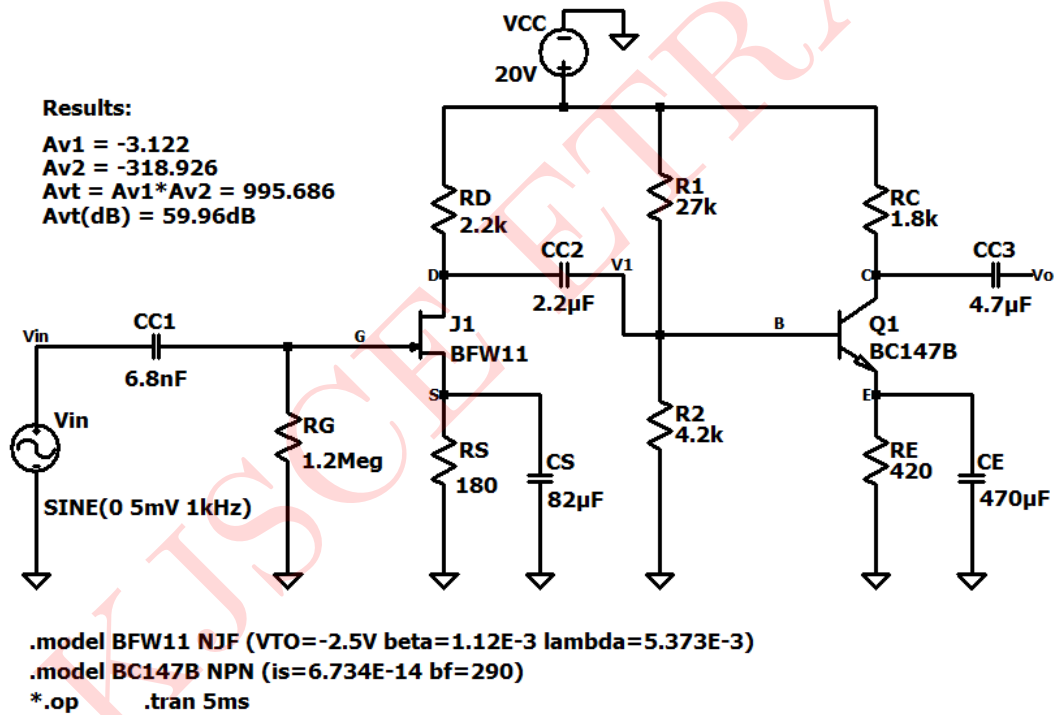 VCC
20V
Results:
Av1 = -3.122
Av2 = -318.926
Avt = Av1*Av2 = 995.686
Avt(dB) = 59.96dB
RD
2.2k
R1
27k
RC
1.8k
CC2
2.2µF
V1
CC3
4.7µF
Vo
D
C
Vin
CC1
6.8nF
G
J1
BFW11
B
Q1
BC147B
S
E
Vin
SINE(0 5mV 1kHz)
RG
1.2Meg
RS
180
CS
82µF
R2
4.2k
RE
420
CE
470µF
.model BFW11 NJF (VTO=-2.5V beta=1.12E-3 lambda=5.373E-3)
.model BC147B NPN (is=6.734E-14 bf=290)
*.op .tran 5ms
KJSCE ETRX